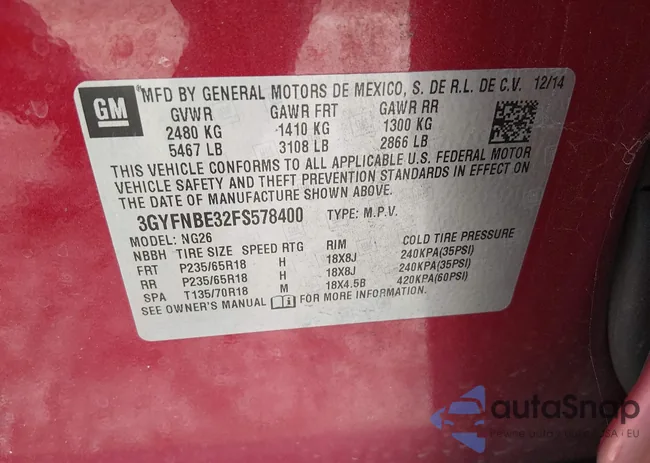 GM
MFD BY GENERAL MOTORS DE MEXICO, S. DE R.L. DE C.V. 12/14
GVWR GAWR FRT GAWR RR
2480 KG 1410 KG 1300 KG
5467 LB 3108 LB 2866 LB
THIS VEHICLE CONFORMS TO ALL APPLICABLE U.S. FEDERAL MOTOR
VEHICLE SAFETY AND THEFT PREVENTION STANDARDS IN EFFECT ON
THE DATE OF MANUFACTURE SHOWN ABOVE.
3GYFNBE32FS578400 TYPE: M.P.V.
MODEL: NG26
NBBH TIRE SIZE SPEED RTG RIM COLD TIRE PRESSURE
FRT P235/65R18 H 18X8J 240KPA(35PSI)
RR P235/65R18 H 18X8J 240KPA(35PSI)
SPA T135/70R18 M 18X4.5B 420KPA(60PSI)
SEE OWNER'S MANUAL FOR MORE INFORMATION.
autoSnap